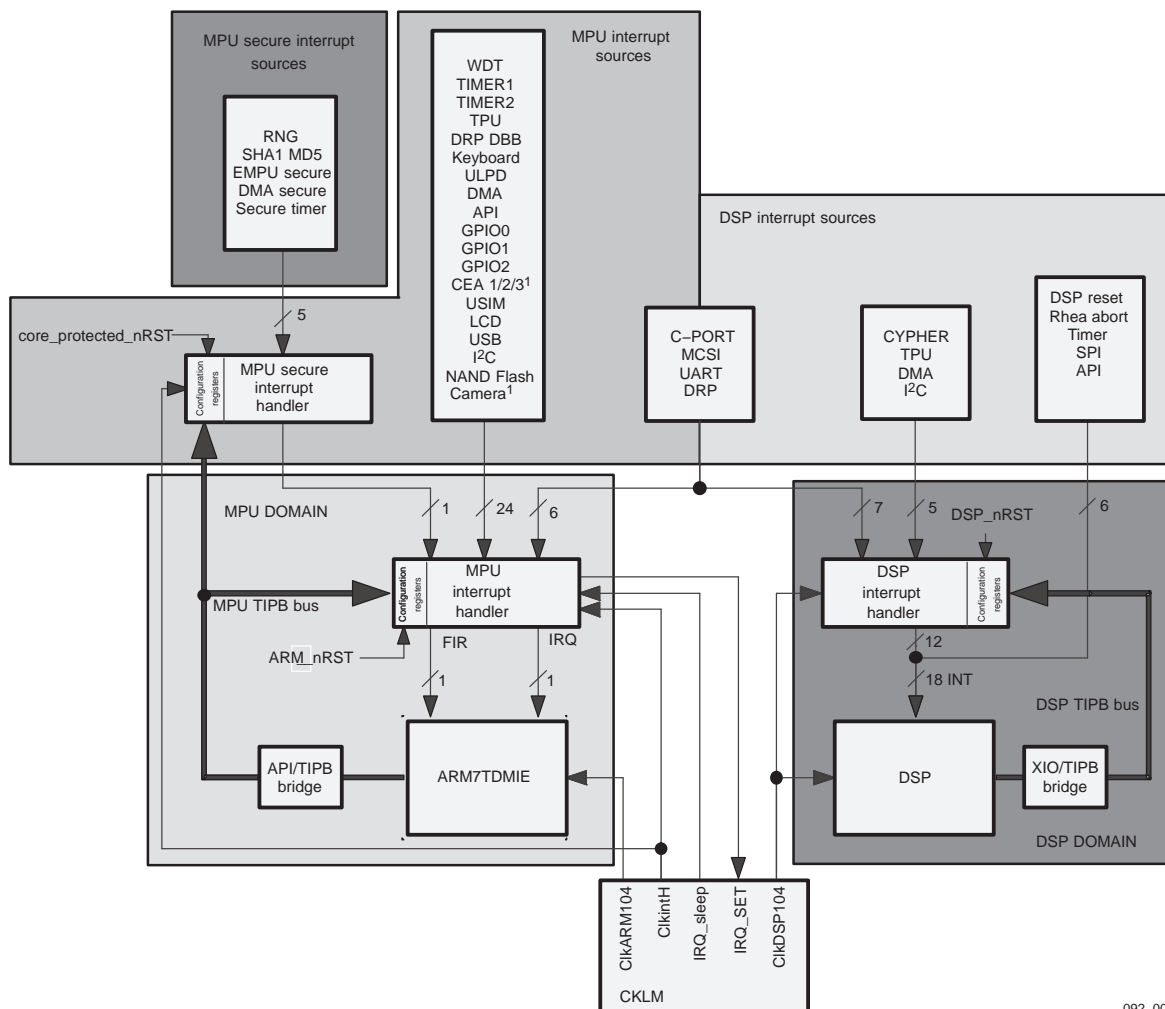 MPU secure interrupt
sources
RNG
SHA1 MD5
EMPU secure
DMA secure
Secure timer
MPU interrupt
sources
WDT
TIMER1
TIMER2
TPU
DRP DBB
Keyboard
ULPD
DMA
API
GPIO0
GPIO1
GPIO2
CEA 1/2/3¹
USIM
LCD
USB
I²C
NAND Flash
Camera¹
DSP interrupt sources
C−PORT
MCSI
UART
DRP
CYPHER
TPU
DMA
I²C
DSP reset
Rhea abort
Timer
SPI
API
core_protected_nRST
5
Configuration
registers
MPU secure
interrupt
handler
MPU DOMAIN
1
24
6
7
5
6
DSP_nRST
Configuration
registers
MPU
interrupt
handler
DSP
interrupt
handler
Configuration
registers
MPU TIPB bus
ARM_nRST
FIR
IRQ
12
1
1
18 INT
DSP TIPB bus
API/TIPB
bridge
ARM7TDMIE
DSP
XIO/TIPB
bridge
DSP DOMAIN
ClkARM104
ClkintH
IRQ_sleep
IRQ_SET
ClkDSP104
CKLM